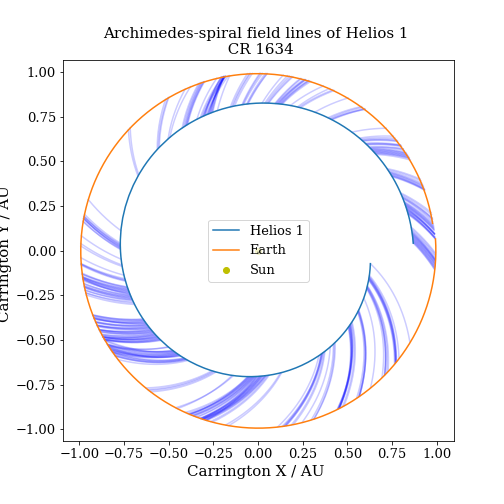 Archimedes-spiral field lines of Helios 1
CR 1634
1.00
0.75
0.50
0.25
0.00
−0.25
−0.50
−0.75
−1.00
Carrington Y / AU
Helios 1
Earth
Sun
−1.00 −0.75 −0.50 −0.25 0.00 0.25 0.50 0.75 1.00
Carrington X / AU